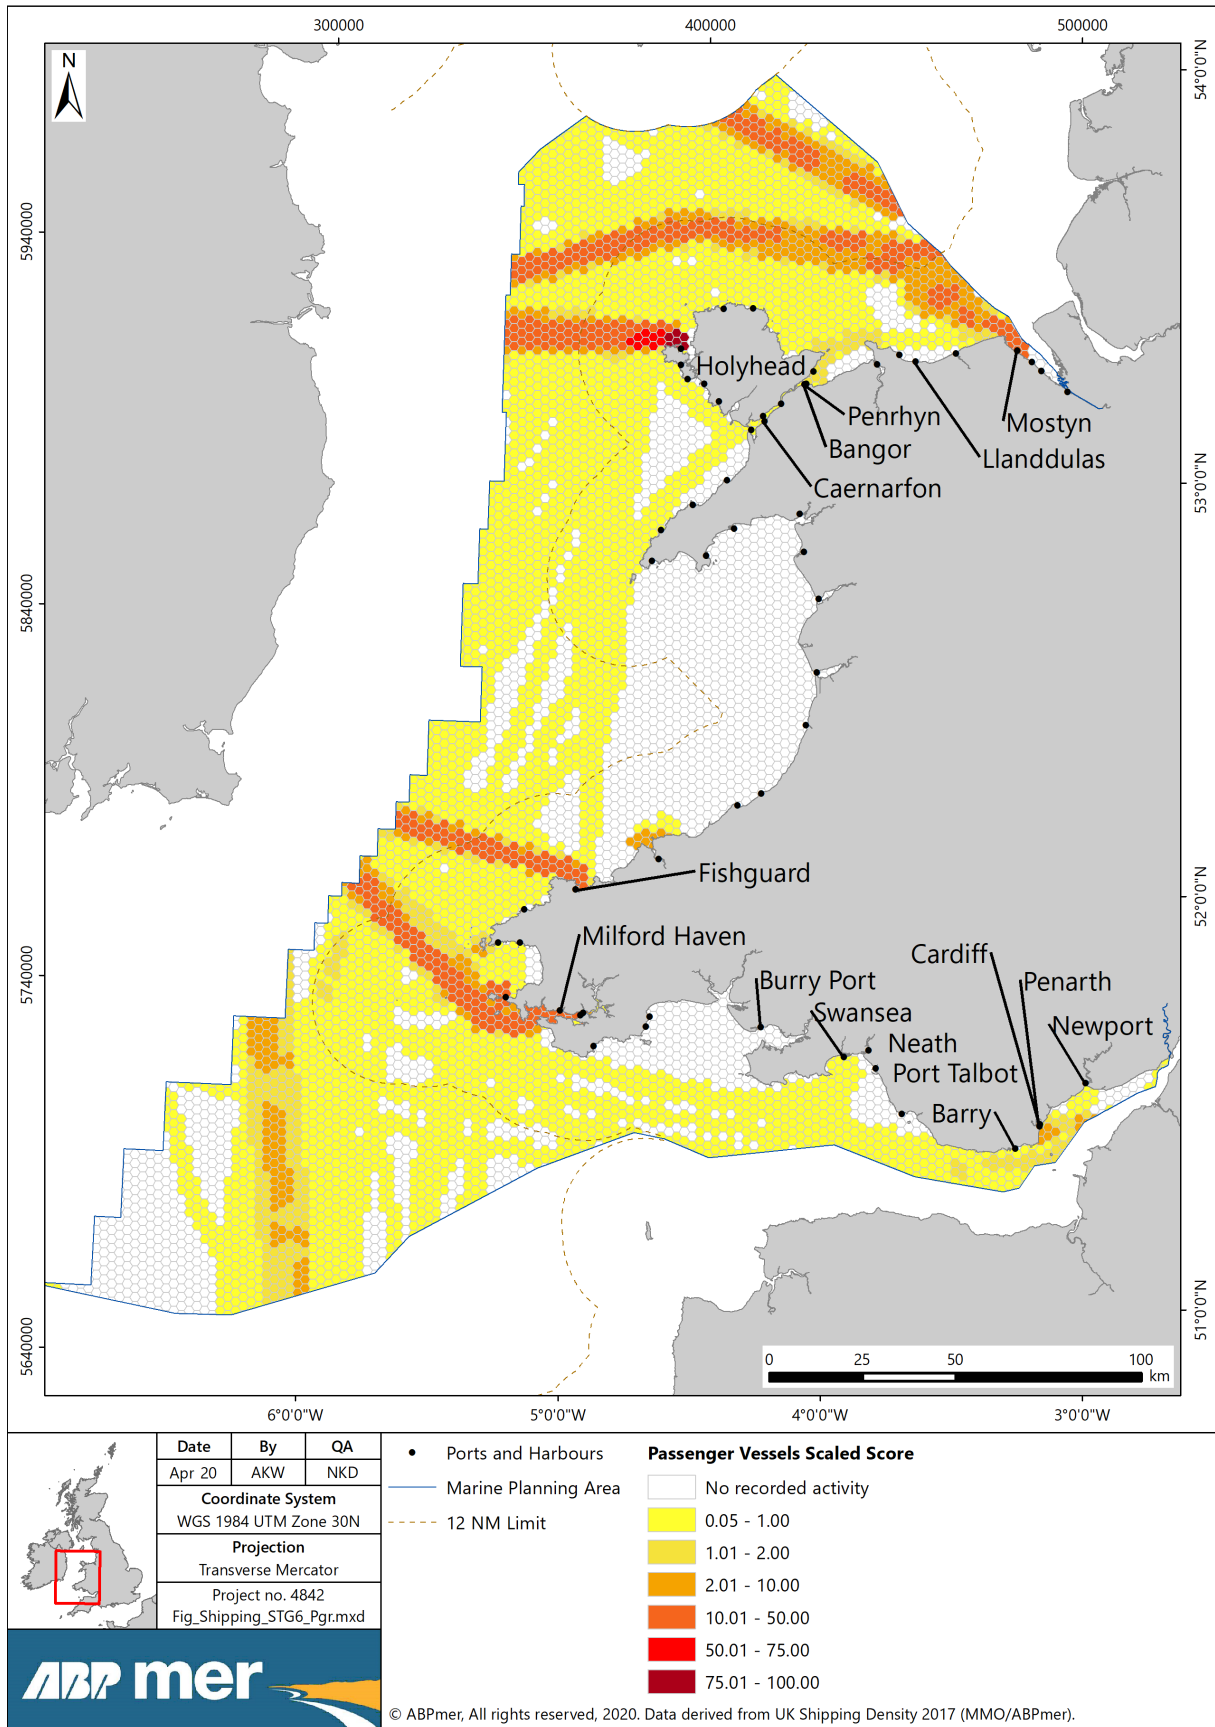 300000
400000
500000
N
54°0'0"N
5940000
Holyhead
Penrhyn
Mostyn
Bangor
Llanddulas
Caernarfon
53°0'0"N
5840000
Fishguard
52°0'0"N
Milford Haven
Cardiff
5740000
Burry Port
Penarth
Swansea
Newport
Neath
Port Talbot
Barry
51°0'0"N
5640000
0
25
50
100
km
6°0'0"W
5°0'0"W
4°0'0"W
3°0'0"W
Date
By
QA
Apr 20
AKW
NKD
Coordinate System
WGS 1984 UTM Zone 30N
Projection
Transverse Mercator
Project no. 4842
Fig_Shipping_STG6_Pgr.mxd
ABPmer
Ports and Harbours
Marine Planning Area
12 NM Limit
Passenger Vessels Scaled Score
No recorded activity
0.05 - 1.00
1.01 - 2.00
2.01 - 10.00
10.01 - 50.00
50.01 - 75.00
75.01 - 100.00
© ABPmer, All rights reserved, 2020. Data derived from UK Shipping Density 2017 (MMO/ABPmer).